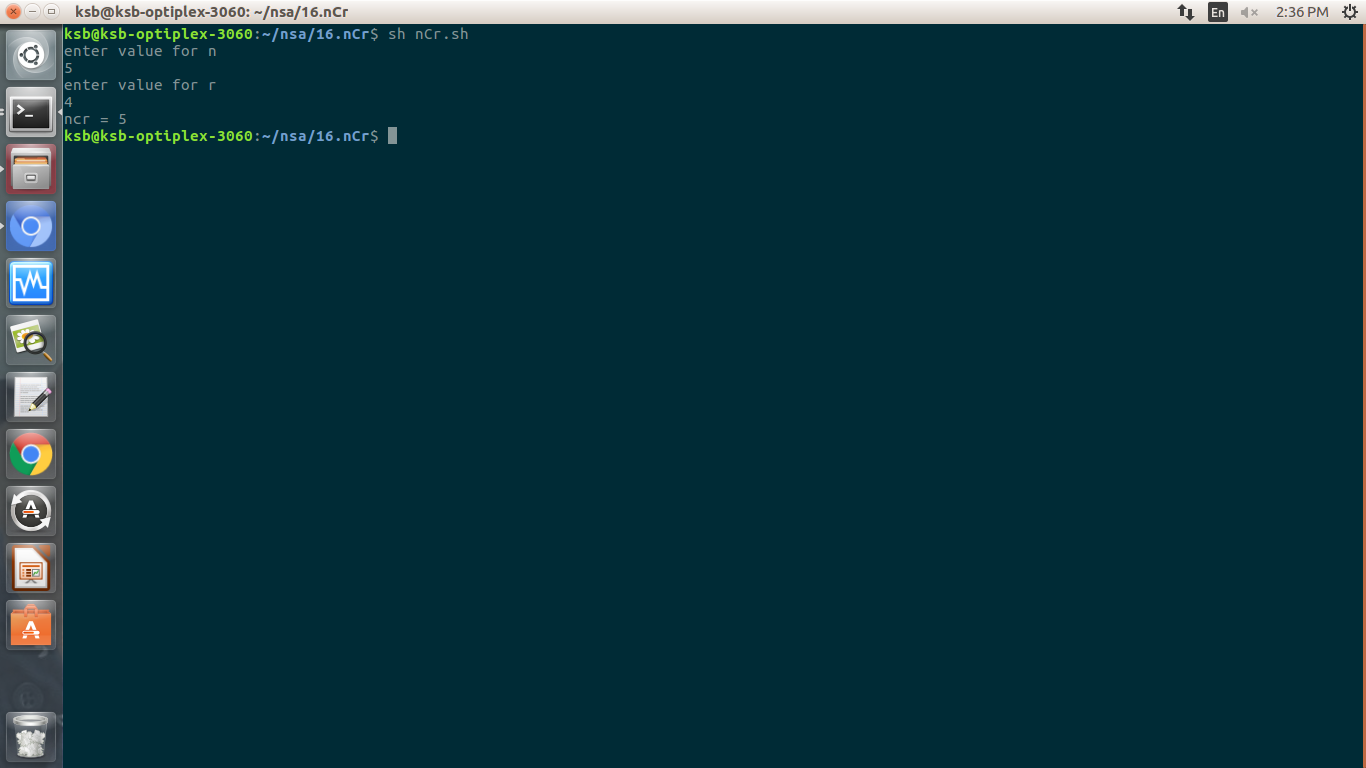 ksb@ksb-optiplex-3060: ~/nsa/16.nCr
En
2:36 PM
ksb@ksb-optiplex-3060:~/nsa/16.nCr$ sh nCr.sh
enter value for n
5
enter value for r
4
ncr = 5
ksb@ksb-optiplex-3060:~/nsa/16.nCr$